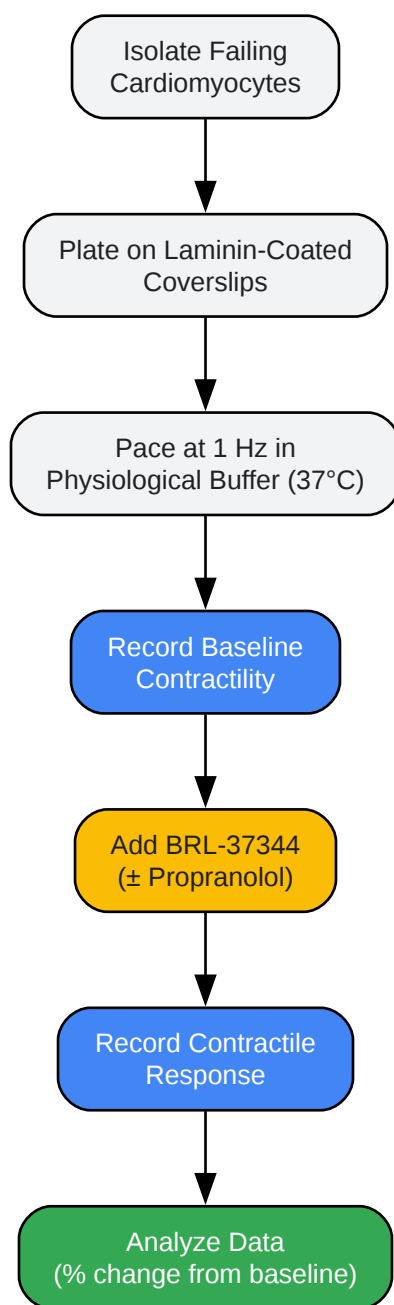 Isolate Failing
Cardiomyocytes
Plate on Laminin-Coated
Coverslips
Pace at 1 Hz in
Physiological Buffer (37°C)
Record Baseline
Contractility
Add BRL-37344
(± Propranolol)
Record Contractile
Response
Analyze Data
(% change from baseline)